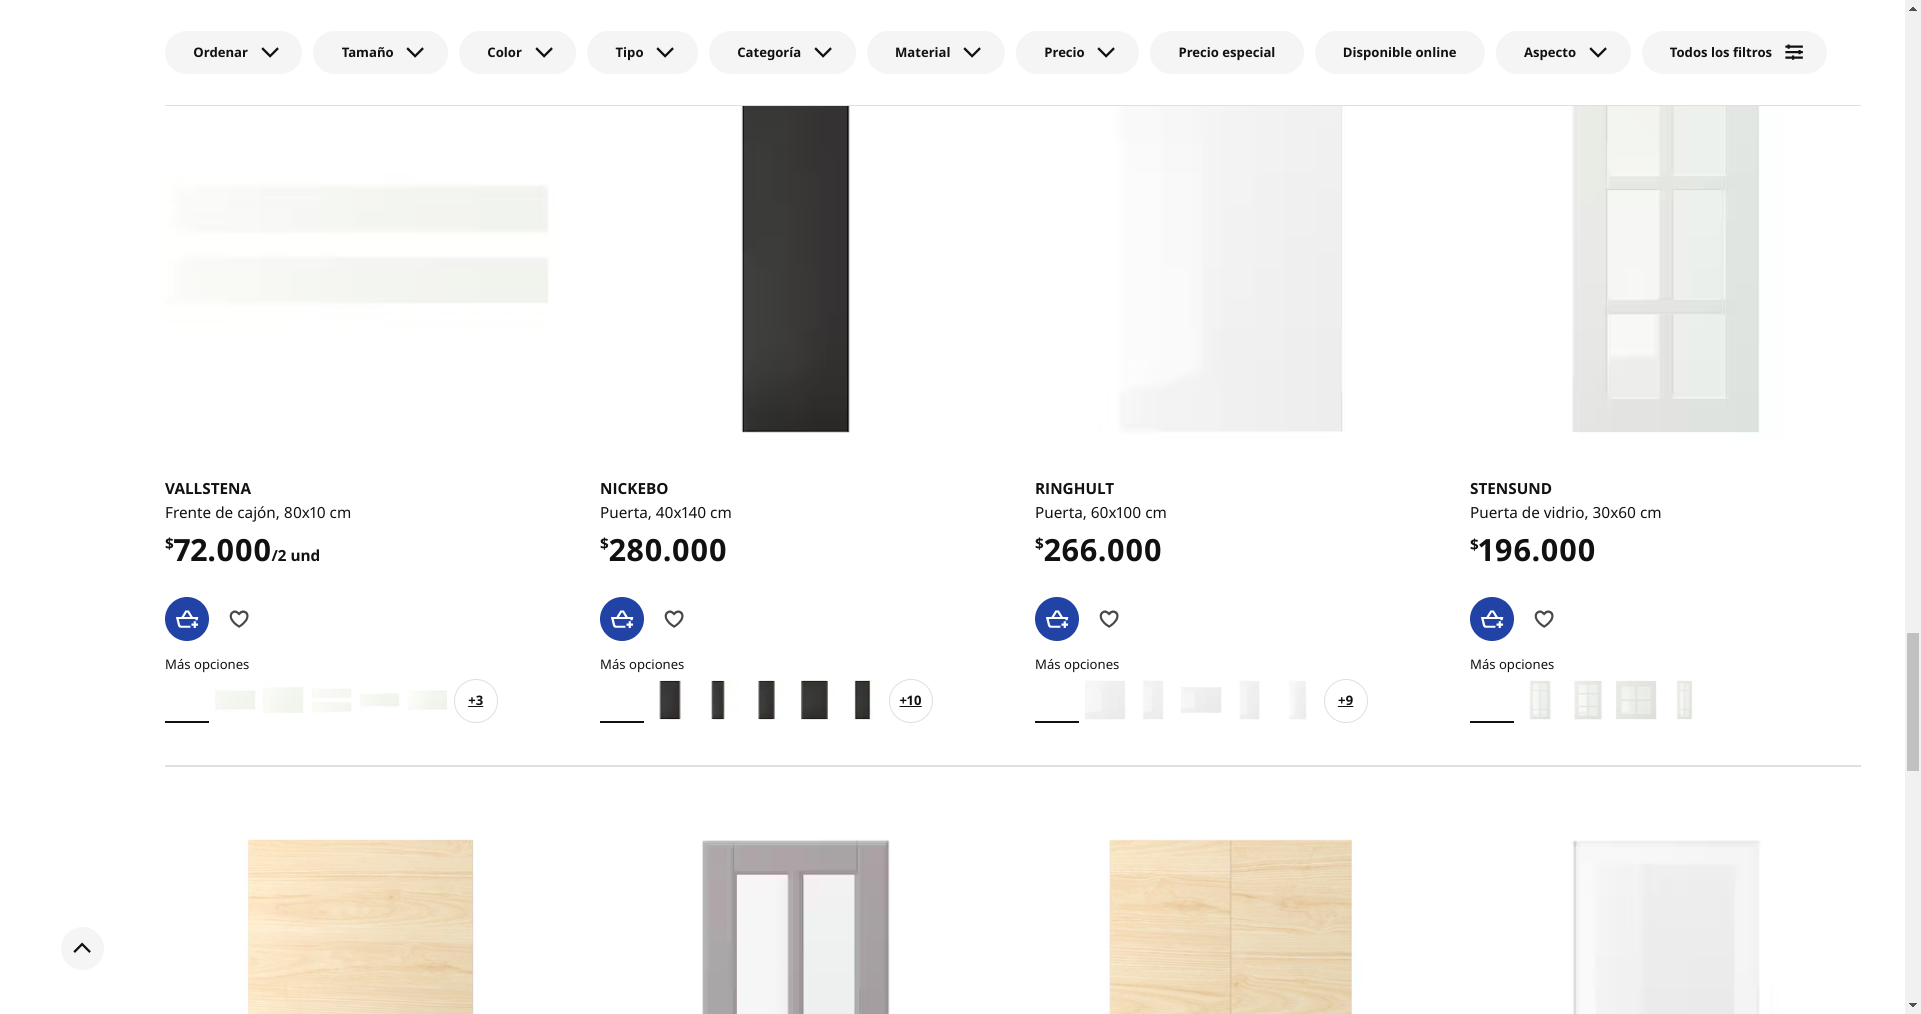 Ordenar
Tamaño
Color
Tipo
Categoría
Material
Precio
Precio especial
Disponible online
Aspecto
Todos los filtros
VALLSTENA
Frente de cajón, 80x10 cm
$72.000/2 und
Más opciones
+3
NICKEBO
Puerta, 40x140 cm
$280.000
Más opciones
+10
RINGHULT
Puerta, 60x100 cm
$266.000
Más opciones
+9
STENSUND
Puerta de vidrio, 30x60 cm
$196.000
Más opciones